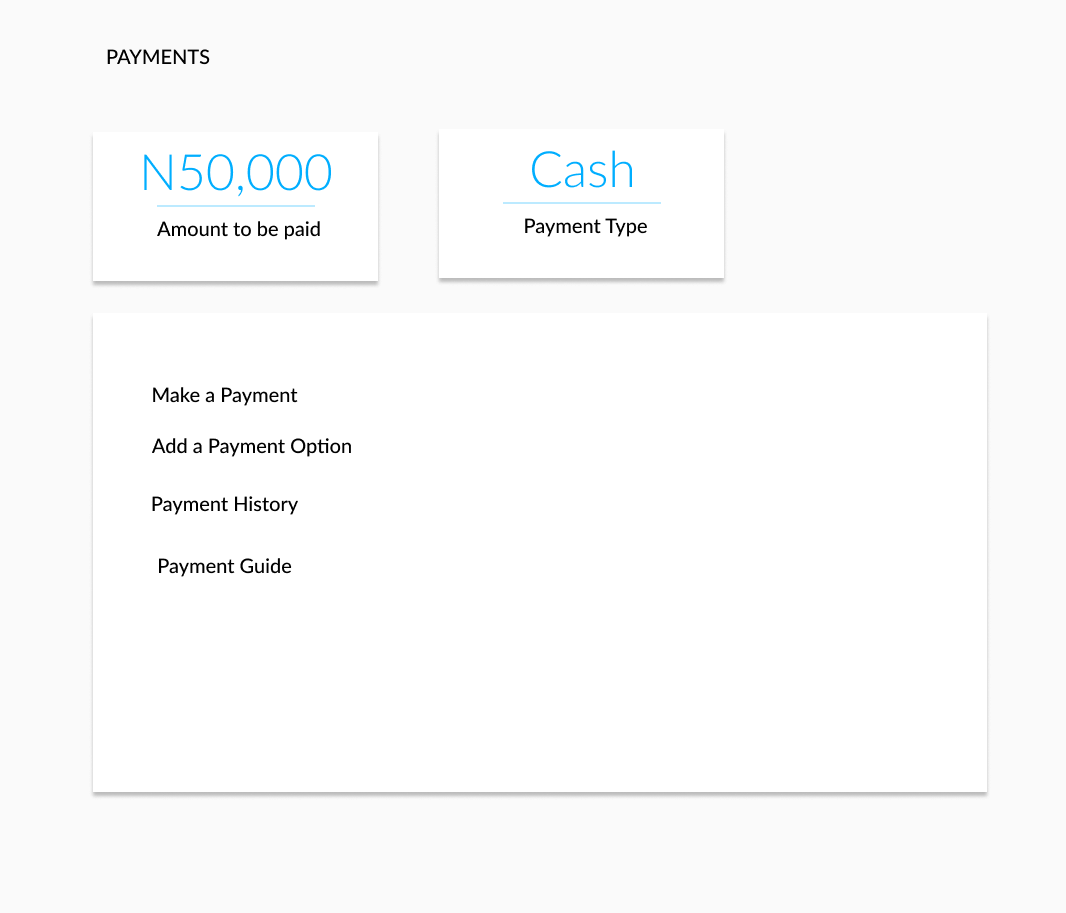 PAYMENTS
N50,000
Amount to be paid
Cash
Payment Type
Make a Payment
Add a Payment Option
Payment History
Payment Guide